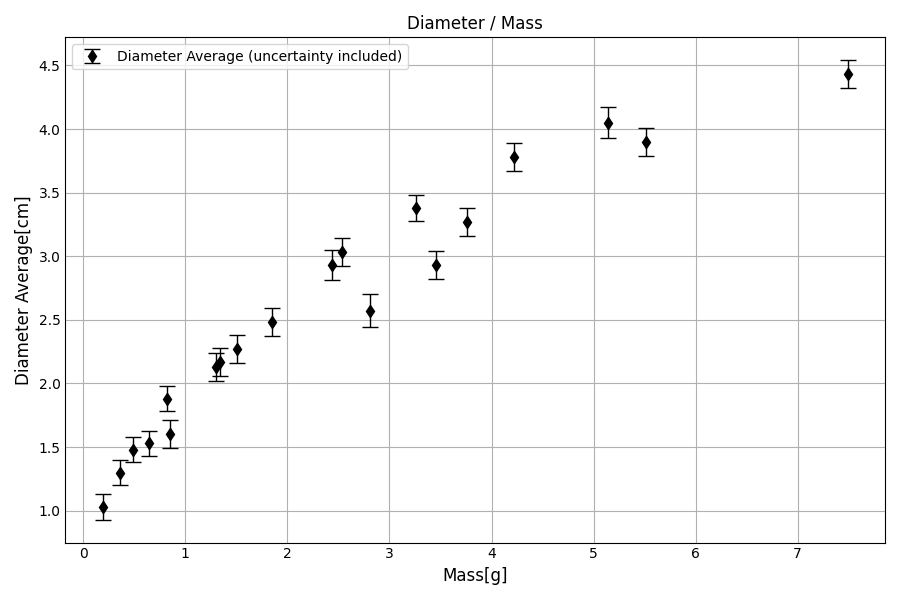 Diameter / Mass
Diameter Average (uncertainty included)
Diameter Average[cm]
4.5
4.0
3.5
3.0
2.5
2.0
1.5
1.0
0 1 2 3 4 5 6 7
Mass[g]